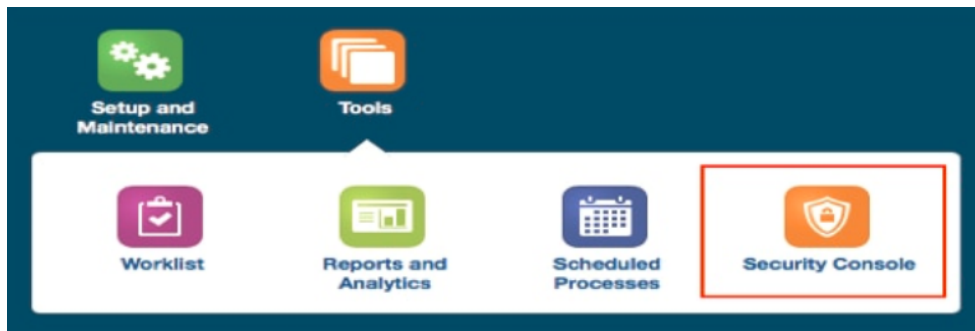 Setup and
Maintenance
Tools
Worklist
Reports and
Analytics
Scheduled
Processes
Security Console